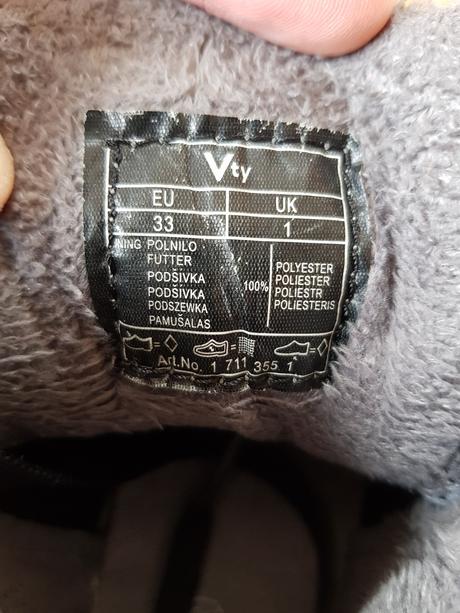 Vty
EU UK
33 1
NING POLNILO
FUTTER POLYESTER
PODŠIVKA 100% POLIESTER
PODŠIVKA POLIESTR
PODSZEWKA POLIESTERIS
PAMUŠALAS
Art.No. 1 711 355 1